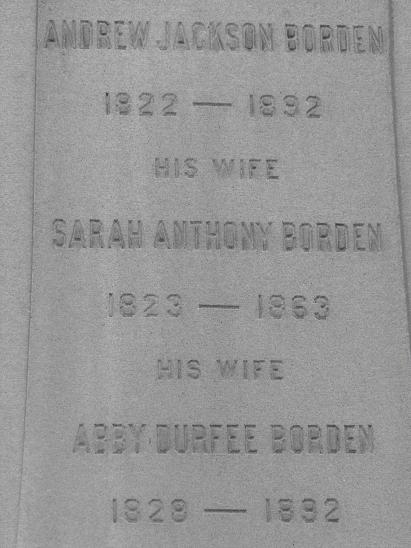 ANDREW JACKSON BORDEN
1822 — 1892
HIS WIFE
SARAH ANTHONY BORDEN
1823 — 1863
HIS WIFE
ABBY DURFEE BORDEN
1828 — 1892